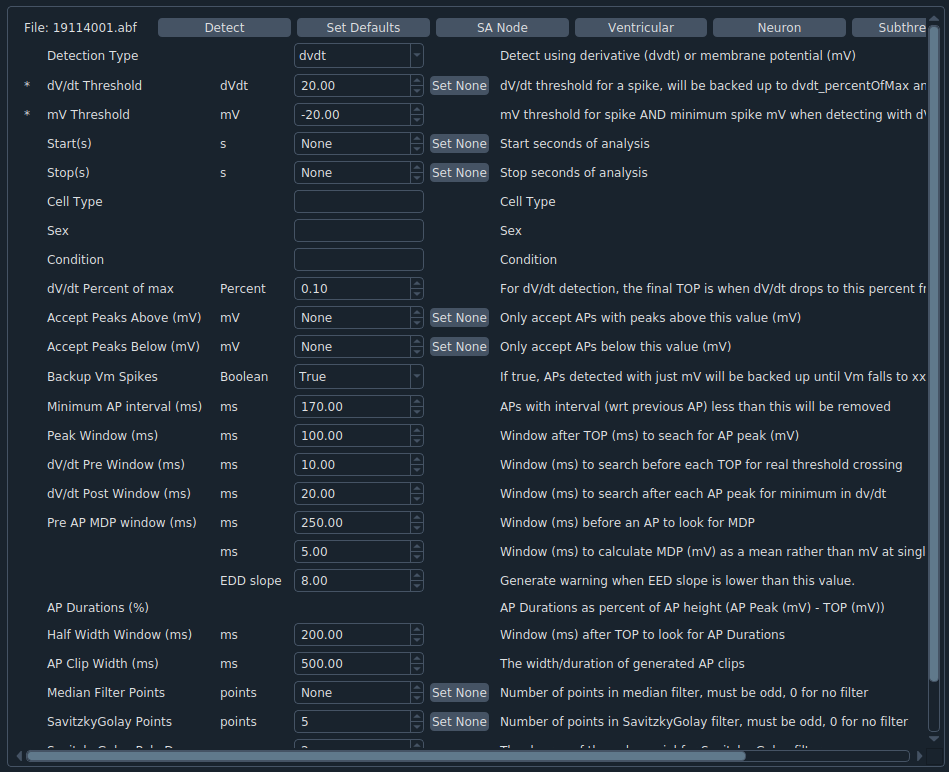 File: 19114001.abf Detect Set Defaults SA Node Ventricular Neuron Subthre
Detection Type dvdt Detect using derivative (dvdt) or membrane potential (mV)
* dV/dt Threshold dVdt 20.00 Set None dV/dt threshold for a spike, will be backed up to dvdt_percentOfMax an
* mV Threshold mV -20.00 mV threshold for spike AND minimum spike mV when detecting with dV
Start(s) s None Set None Start seconds of analysis
Stop(s) s None Set None Stop seconds of analysis
Cell Type Cell Type
Sex Sex
Condition Condition
dV/dt Percent of max Percent 0.10 For dV/dt detection, the final TOP is when dV/dt drops to this percent fr
Accept Peaks Above (mV) mV None Set None Only accept APs with peaks above this value (mV)
Accept Peaks Below (mV) mV None Set None Only accept APs below this value (mV)
Backup Vm Spikes Boolean True If true, APs detected with just mV will be backed up until Vm falls to xx
Minimum AP interval (ms) ms 170.00 APs with interval (wrt previous AP) less than this will be removed
Peak Window (ms) ms 100.00 Window after TOP (ms) to seach for AP peak (mV)
dV/dt Pre Window (ms) ms 10.00 Window (ms) to search before each TOP for real threshold crossing
dV/dt Post Window (ms) ms 20.00 Window (ms) to search after each AP peak for minimum in dv/dt
Pre AP MDP window (ms) ms 250.00 Window (ms) before an AP to look for MDP
ms 5.00 Window (ms) to calculate MDP (mV) as a mean rather than mV at singl
EDD slope 8.00 Generate warning when EED slope is lower than this value.
AP Durations (%) AP Durations as percent of AP height (AP Peak (mV) - TOP (mV))
Half Width Window (ms) ms 200.00 Window (ms) after TOP to look for AP Durations
AP Clip Width (ms) ms 500.00 The width/duration of generated AP clips
Median Filter Points points None Set None Number of points in median filter, must be odd, 0 for no filter
SavitzkyGolay Points points 5 Set None Number of points in SavitzkyGolay filter, must be odd, 0 for no filter